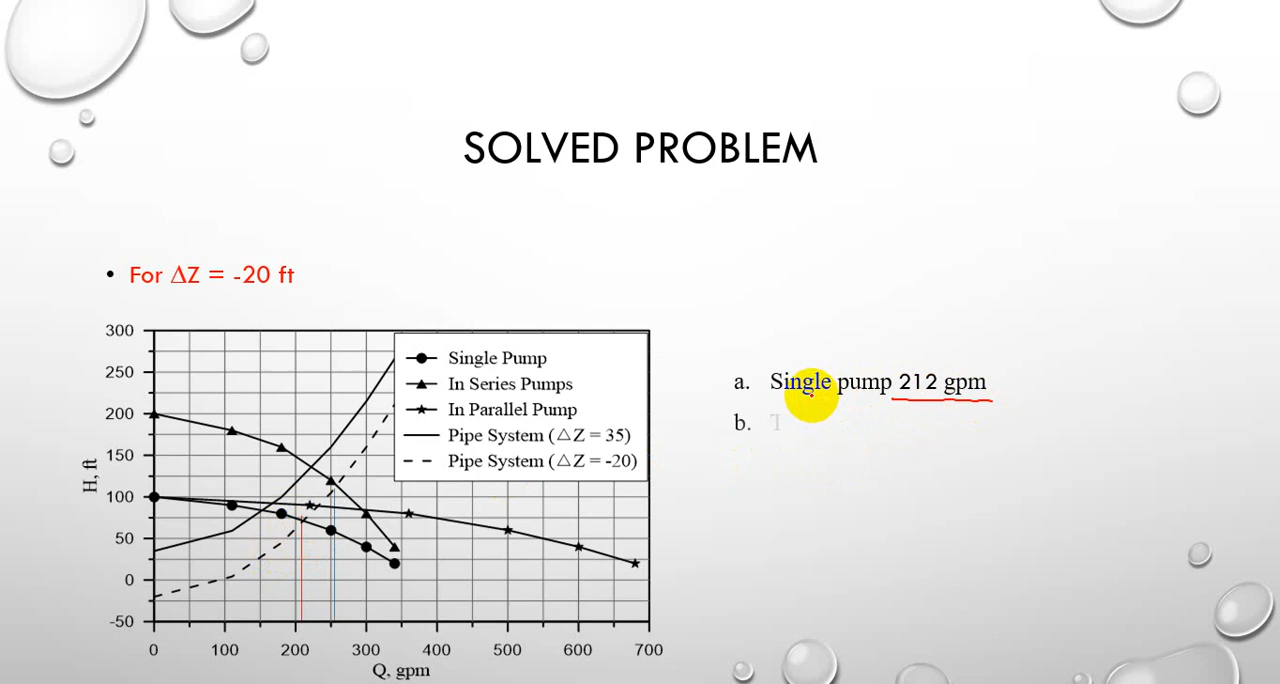 SOLVED PROBLEM
• For ΔZ = -20 ft
300
250
200
150
100
50
0
-50
H, ft
0 100 200 300 400 500 600 700
Q, gpm
Single Pump
In Series Pumps
In Parallel Pump
Pipe System (△Z = 35)
Pipe System (△Z = -20)
a. Single pump 212 gpm
b. T